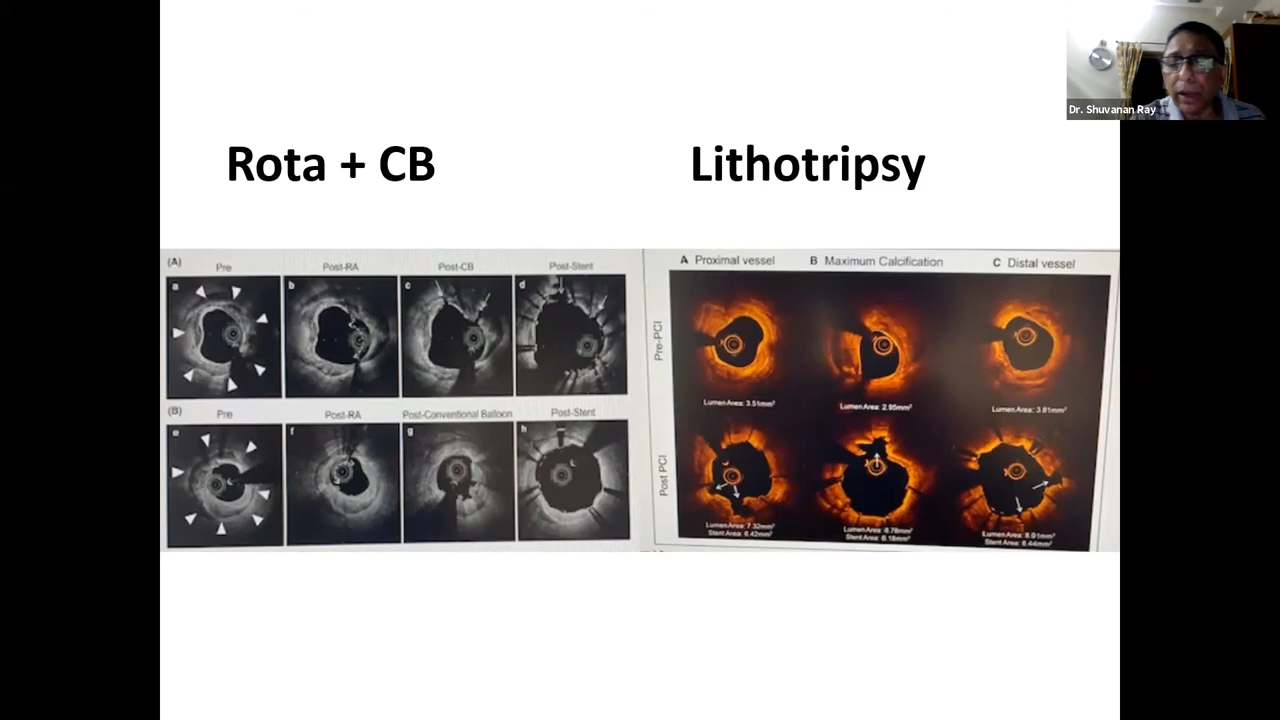 Dr. Shuvanan Ray
Rota + CB
Lithotripsy
(A)
Pre
Post-RA
Post-CB
Post-Stent
a
b
c
d
(B)
Pre
Post-RA
Post-Conventional Balloon
Post-Stent
e
f
g
h
A Proximal vessel
B Maximum Calcification
C Distal vessel
Pre-PCI
Lumen Area: 3.51mm²
Lumen Area: 2.95mm²
Lumen Area: 3.81mm²
Post PCI
Lumen Area: 7.32mm²
Stent Area: 6.42mm²
Lumen Area: 8.78mm²
Stent Area: 8.18mm²
Lumen Area: 8.91mm²
Stent Area: 8.44mm²